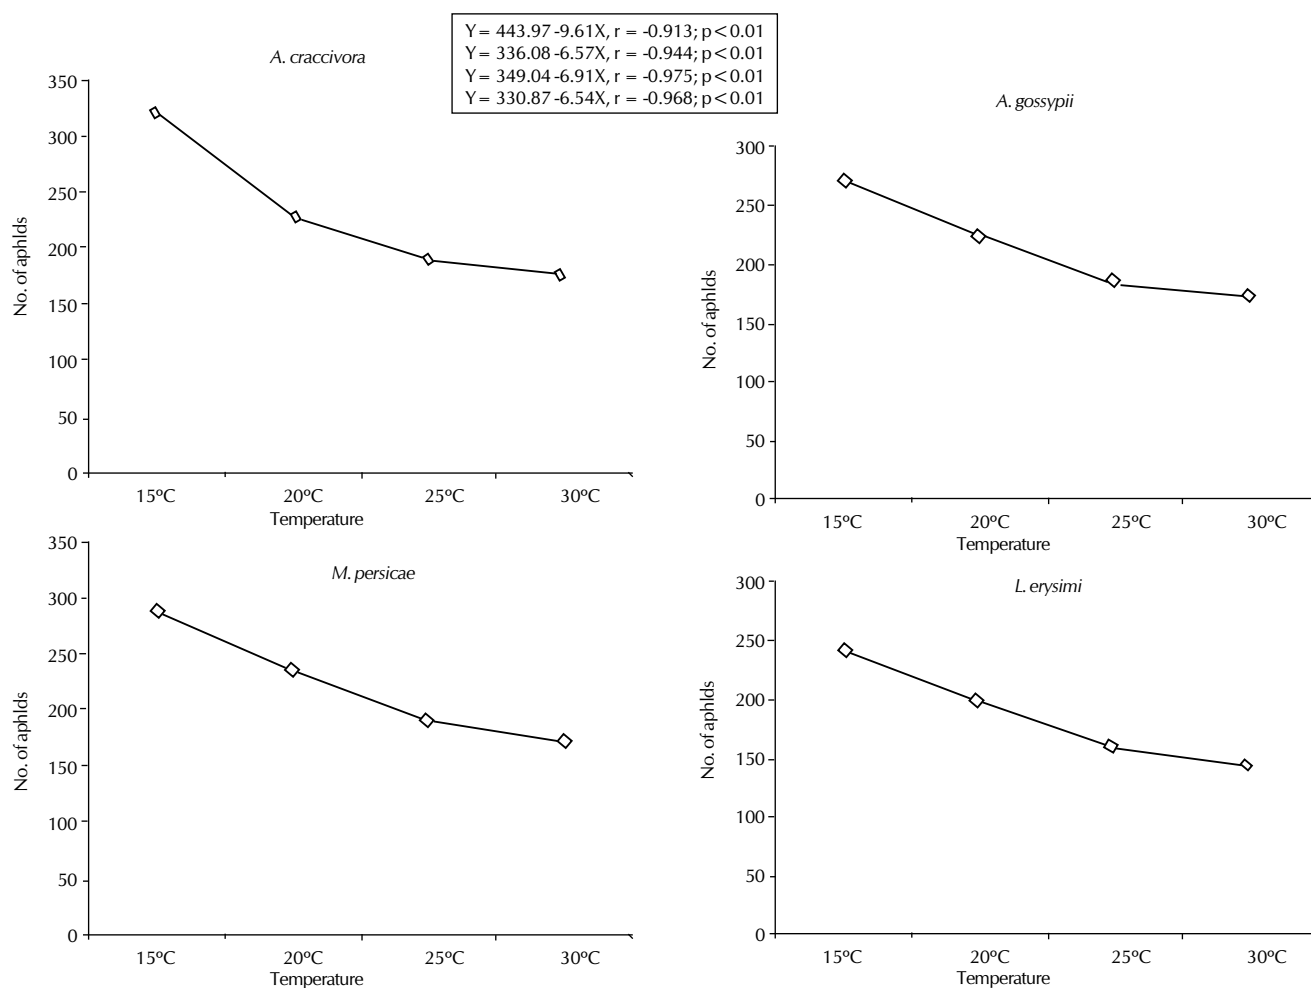 Y = 443.97 -9.61X, r = -0.913; p < 0.01
Y = 336.08 -6.57X, r = -0.944; p < 0.01
Y = 349.04 -6.91X, r = -0.975; p < 0.01
Y = 330.87 -6.54X, r = -0.968; p < 0.01
A. craccivora
350
300
250
200
150
100
50
0
No. of aphlds
15ºC 20ºC 25ºC 30ºC
Temperature
A. gossypii
300
250
200
150
100
50
0
No. of aphlds
15ºC 20ºC 25ºC 30ºC
Temperature
M. persicae
350
300
250
200
150
100
50
0
No. of aphlds
15ºC 20ºC 25ºC 30ºC
Temperature
L. erysimi
300
250
200
150
100
50
0
No. of aphlds
15ºC 20ºC 25ºC 30ºC
Temperature